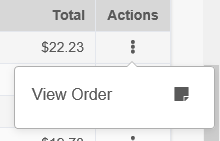 Total Actions
$22.23
View Order